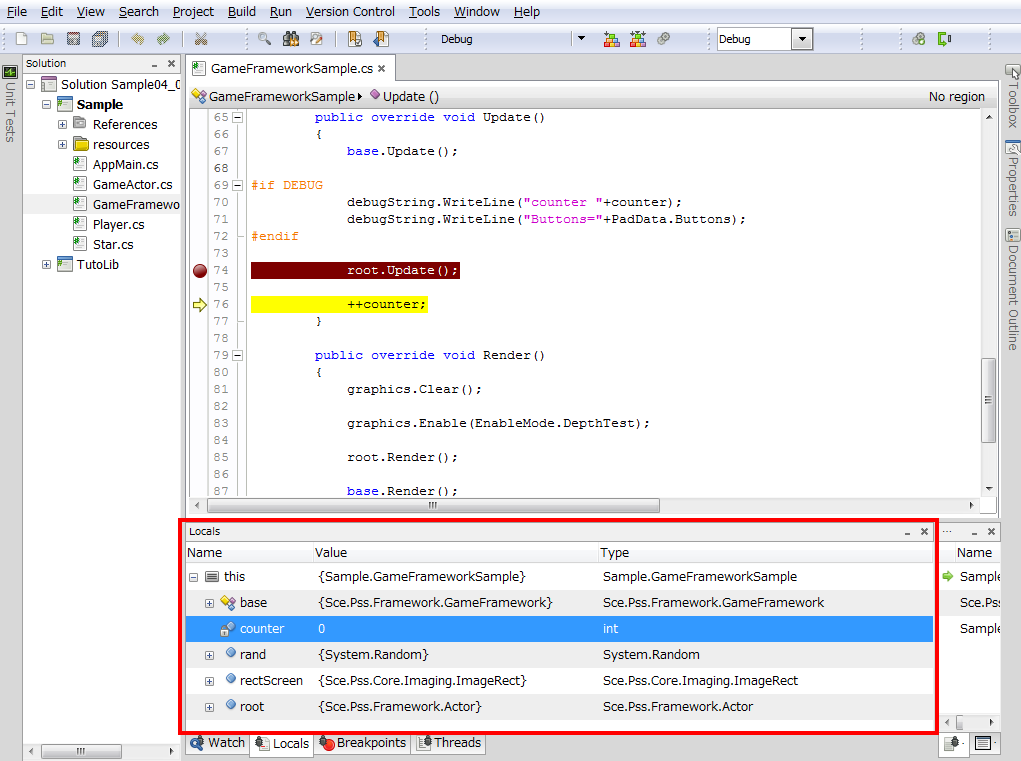 File Edit View Search Project Build Run Version Control Tools Window Help
Debug Debug
Unit Tests
Solution
Solution Sample04_0
Sample
References
resources
AppMain.cs
GameActor.cs
GameFramewo
Player.cs
Star.cs
TutoLib
GameFrameworkSample.cs
GameFrameworkSample Update () No region
65 public override void Update()
66 {
67 base.Update();
68
69 #if DEBUG
70 debugString.WriteLine("counter "+counter);
71 debugString.WriteLine("Buttons="+PadData.Buttons);
72 #endif
73
74 root.Update();
75
76 ++counter;
77 }
78
79 public override void Render()
80 {
81 graphics.Clear();
82
83 graphics.Enable(EnableMode.DepthTest);
84
85 root.Render();
86
87 base.Render();
Toolbox
Properties
Document Outline
Locals
Name Value Type
this {Sample.GameFrameworkSample} Sample.GameFrameworkSample
base {Sce.Pss.Framework.GameFramework} Sce.Pss.Framework.GameFramework
counter 0 int
rand {System.Random} System.Random
rectScreen {Sce.Pss.Core.Imaging.ImageRect} Sce.Pss.Core.Imaging.ImageRect
root {Sce.Pss.Framework.Actor} Sce.Pss.Framework.Actor
Name
Sample
Sce.Pss
Sample
Watch Locals Breakpoints Threads